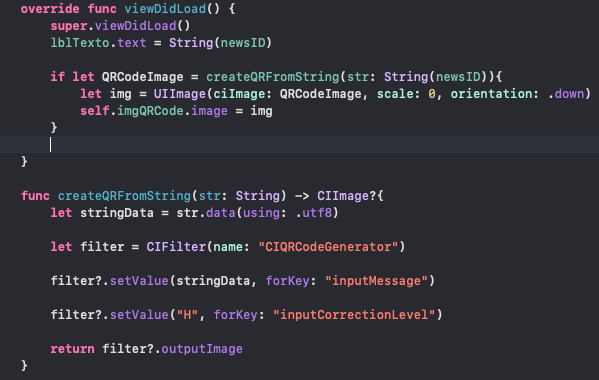 override func viewDidLoad() {
    super.viewDidLoad()
    lblTexto.text = String(newsID)

    if let QRCodeImage = createQRFromString(str: String(newsID)){
        let img = UIImage(ciImage: QRCodeImage, scale: 0, orientation: .down)
        self.imgQRCode.image = img
    }

}

func createQRFromString(str: String) -> CIImage?{
    let stringData = str.data(using: .utf8)

    let filter = CIFilter(name: "CIQRCodeGenerator")

    filter?.setValue(stringData, forKey: "inputMessage")

    filter?.setValue("H", forKey: "inputCorrectionLevel")

    return filter?.outputImage
}